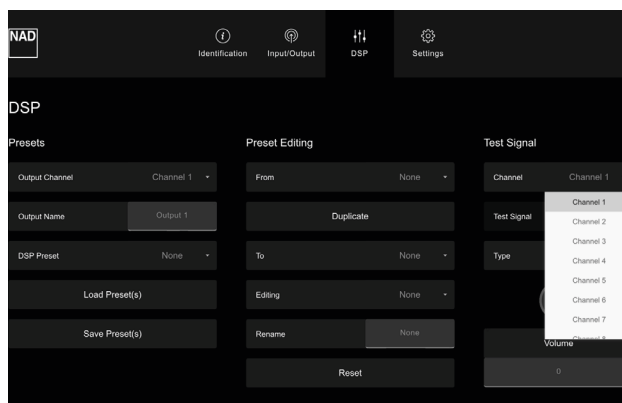 NAD
Identification
Input/Output
DSP
Settings
DSP
Presets
Output Channel Channel 1
Output Name Output 1
DSP Preset None
Load Preset(s)
Save Preset(s)
Preset Editing
From None
Duplicate
To None
Editing None
Rename None
Reset
Test Signal
Channel Channel 1
Test Signal
Type
Channel 1
Channel 2
Channel 3
Channel 4
Channel 5
Channel 6
Channel 7
Channel 8
Volume
0